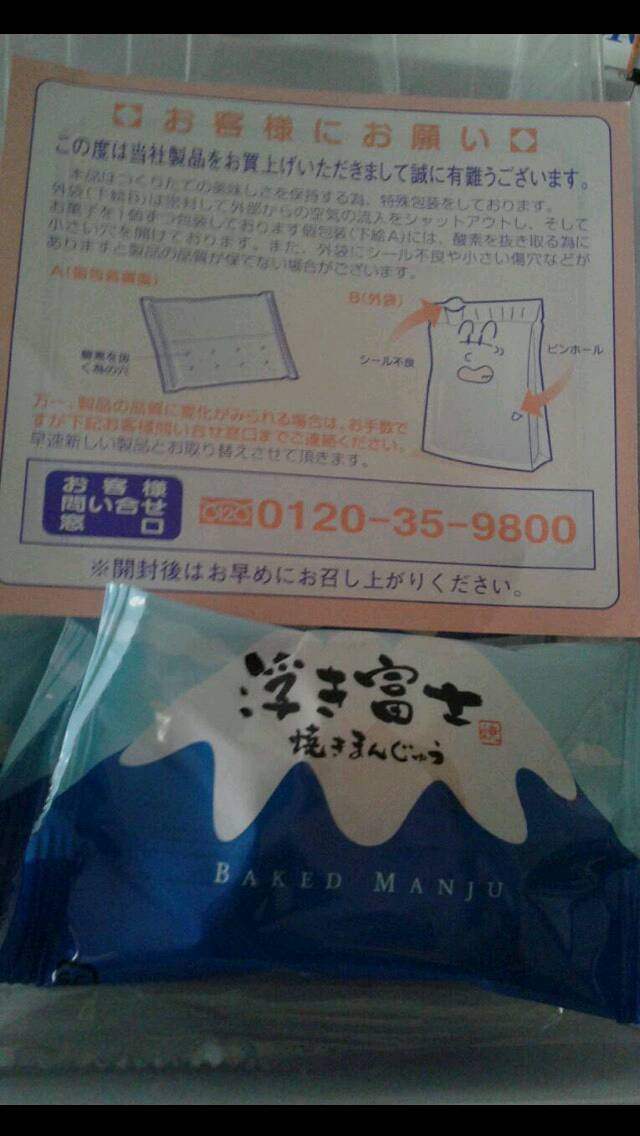 お客様にお願い
この度は当社製品をお買上げいただきまして誠に有難うございます。
本品はつくりたての美味しさを保持する為、特殊包装をしております。
外袋(下絵B)は密封して外部からの空気の流入をシャットアウトし、そして
お菓子を1個ずつ包装しております個包装(下絵A)には、酸素を抜き取る為に
小さい穴を開けております。また、外袋にシール不良や小さい傷穴などが
ありますと製品の品質が保てない場合がございます。
A(個包装裏面)
B(外袋)
酸素を抜
く為の穴
シール不良
ピンホール
万一、製品の品質に変化がみられる場合は、お手数で
すが下記お客様問い合せ窓口までご連絡ください。
早速新しい製品とお取り替えさせて頂きます。
お客様
問い合せ
窓口
0120-35-9800
※開封後はお早めにお召し上がりください。
浮き富士
焼きまんじゅう
BAKED MANJU